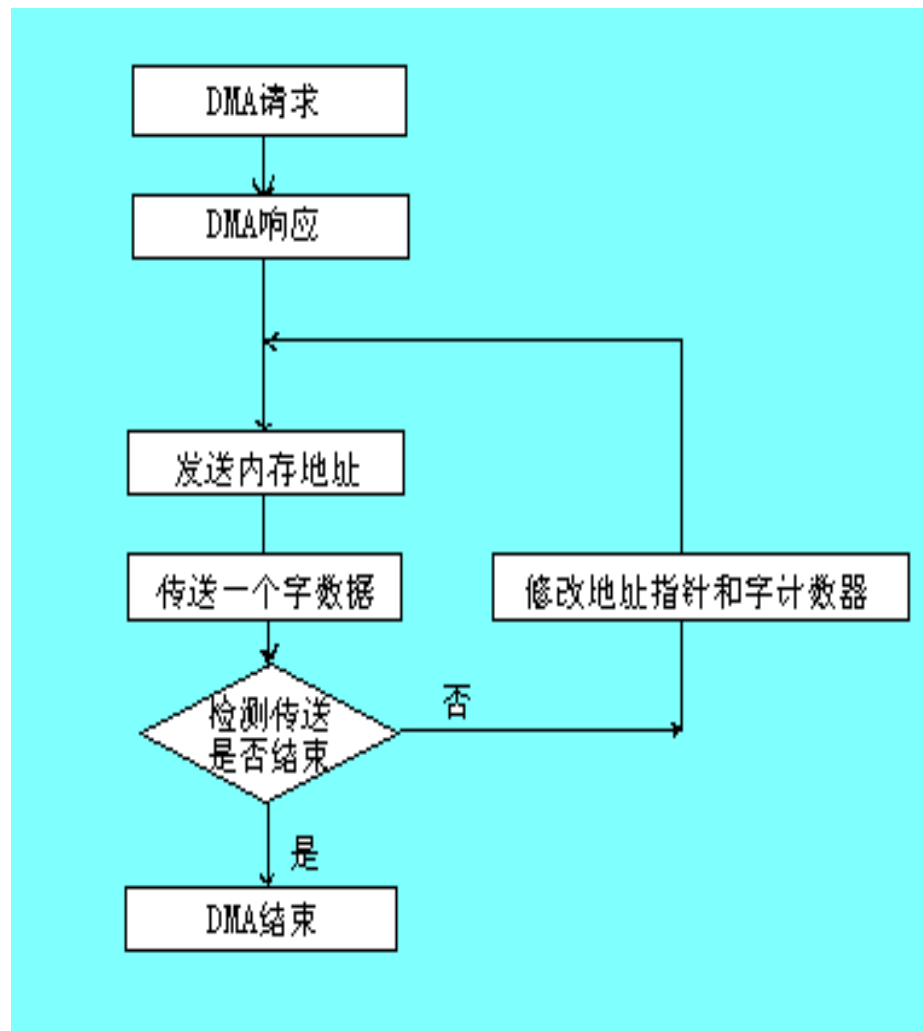 DMA请求
DMA响应
发送内存地址
传送一个字数据
修改地址指针和字计数器
检测传送
是否结束
否
是
DMA结束